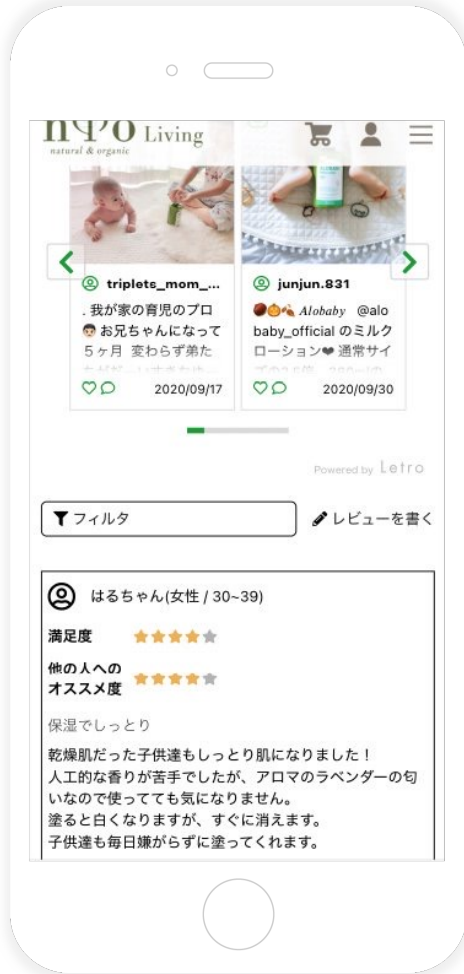 Living
natural & organic
triplets_mom_...
. 我が家の育児のプロ
👨🏻 お兄ちゃんになって
5ヶ月 変わらず弟た
junjun.831
🌰🎃🍂 Alobaby @alo
baby_official のミルク
ローション❤ 通常サイ
2020/09/17
2020/09/30
Powered by Letro
フィルタ
レビューを書く
はるちゃん(女性 / 30~39)
満足度 ★★★★★
他の人への
オススメ度 ★★★★★
保湿でしっとり
乾燥肌だった子供達もしっとり肌になりました！
人工的な香りが苦手でしたが、アロマのラベンダーの匂
いなので使ってても気になりません。
塗ると白くなりますが、すぐに消えます。
子供達も毎日嫌がらずに塗ってくれます。